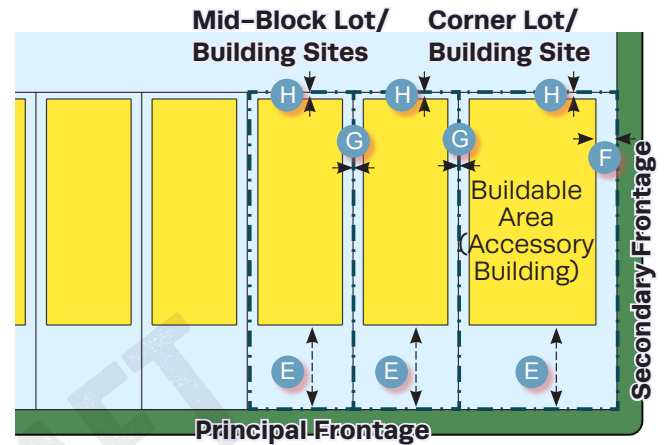 Mid-Block Lot/
Building Sites
Corner Lot/
Building Site
H
H
H
G
G
F
Buildable
Area
(Accessory
Building)
Secondary Frontage
E
E
E
Principal Frontage